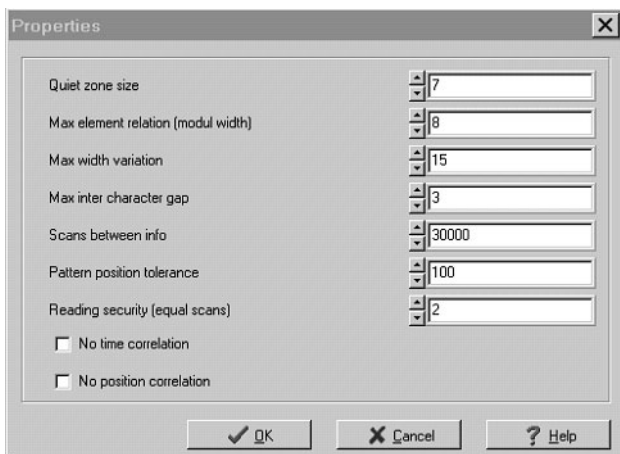 Properties
Quiet zone size 7
Max element relation (modul width) 8
Max width variation 15
Max inter character gap 3
Scans between info 30000
Pattern position tolerance 100
Reading security (equal scans) 2
No time correlation
No position correlation
OK Cancel Help